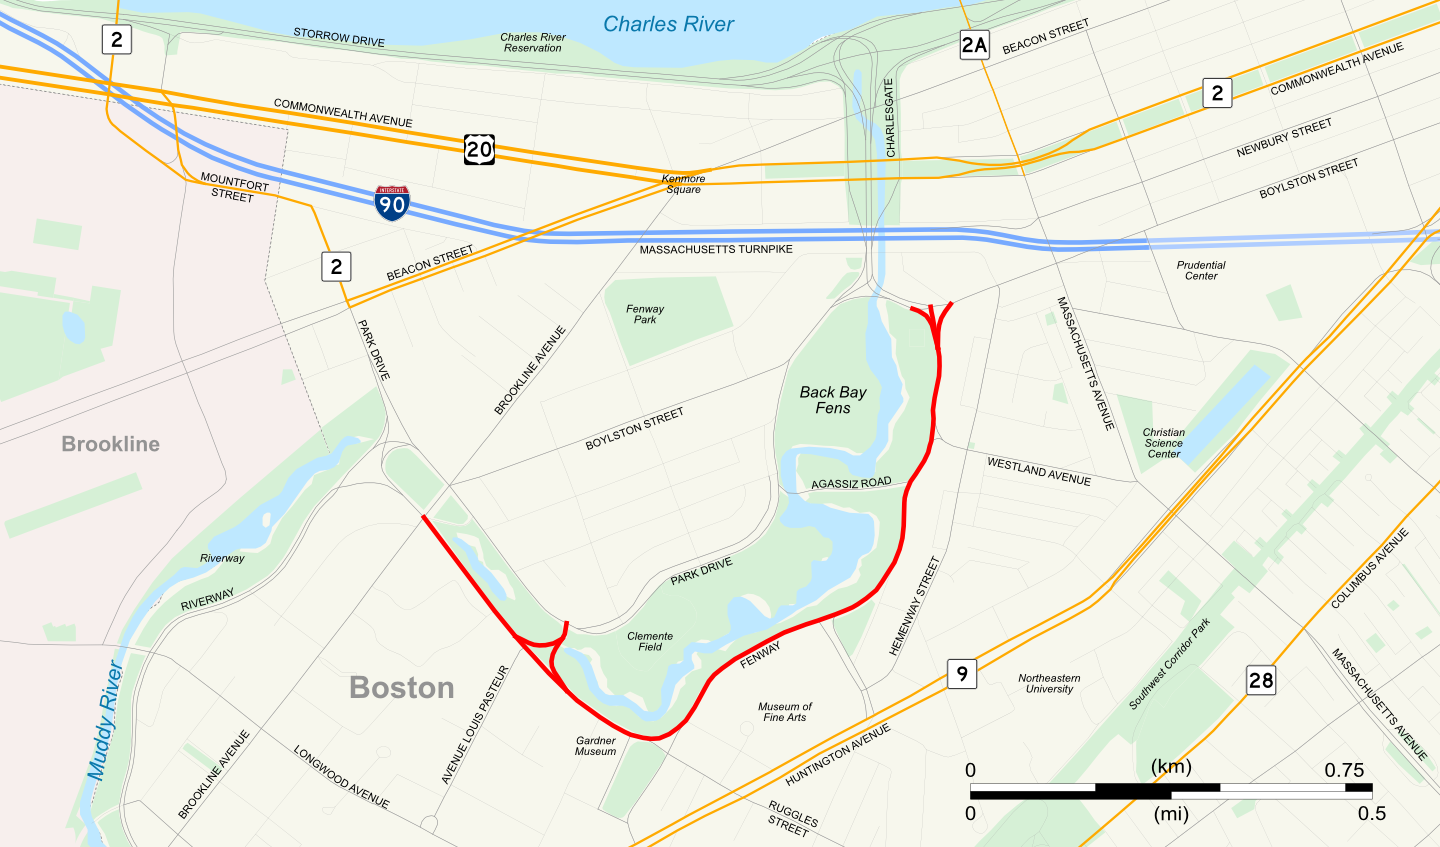 Charles River
2
STORROW DRIVE
Charles River
Reservation
2A
BEACON STREET
COMMONWEALTH AVENUE
2
COMMONWEALTH AVENUE
CHARLESGATE
20
NEWBURY STREET
MOUNTFORT
STREET
Kenmore
Square
BOYLSTON STREET
INTERSTATE
90
MASSACHUSETTS TURNPIKE
BEACON STREET
2
Prudential
Center
Fenway
Park
PARK DRIVE
BROOKLINE AVENUE
MASSACHUSETTS AVENUE
Back Bay
Fens
BOYLSTON STREET
Brookline
Christian
Science
Center
WESTLAND AVENUE
AGASSIZ ROAD
Riverway
RIVERWAY
PARK DRIVE
HEMENWAY STREET
COLUMBUS AVENUE
Clemente
Field
FENWAY
Southwest Corridor Park
9
Northeastern
University
28
MASSACHUSETTS AVENUE
Boston
Muddy River
AVENUE LOUIS PASTEUR
Museum of
Fine Arts
Gardner
Museum
HUNTINGTON AVENUE
BROOKLINE AVENUE
LONGWOOD AVENUE
RUGGLES
STREET
0 (km) 0.75
0 (mi) 0.5